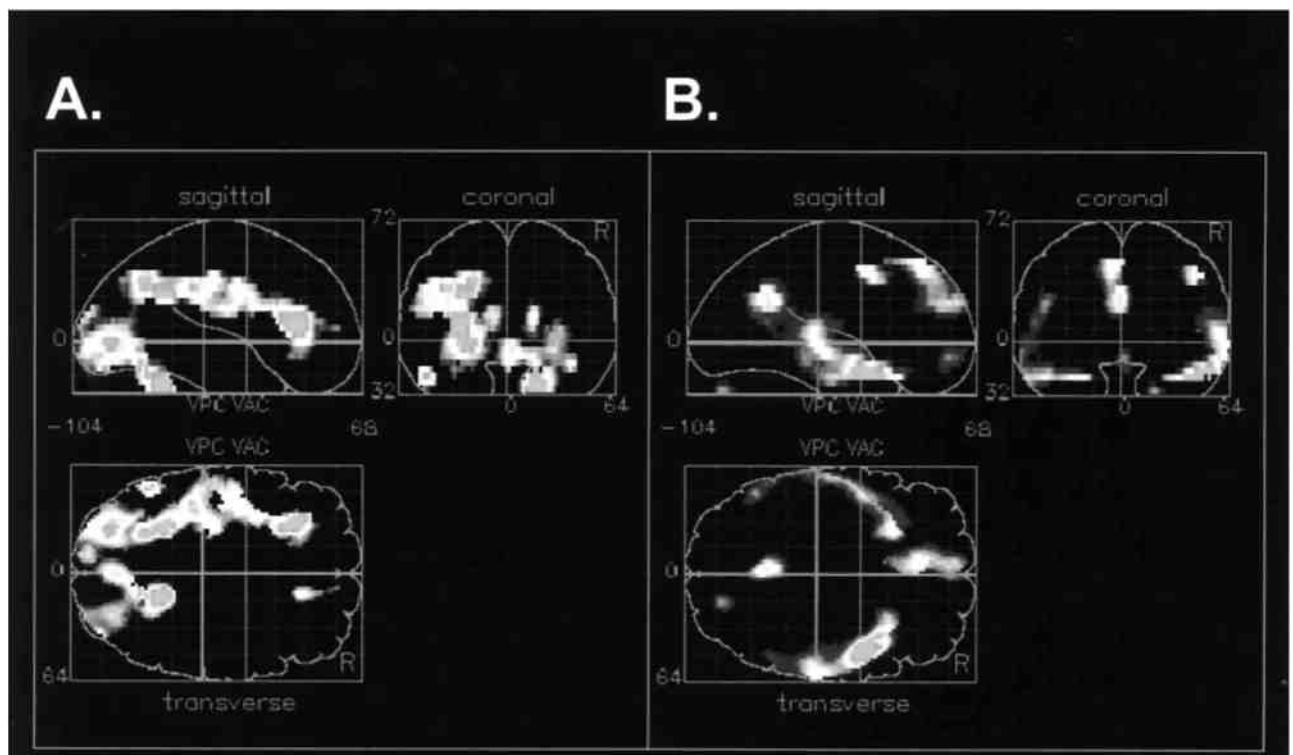 A. B.
sagittal coronal sagittal coronal
72 R 72 R
0 0 0 0
32 32
VPC VAC 0 64 VPC VAC 0 64
-104 68 -104 68
VPC VAC VPC VAC
0 0
64 R 64 R
transverse transverse